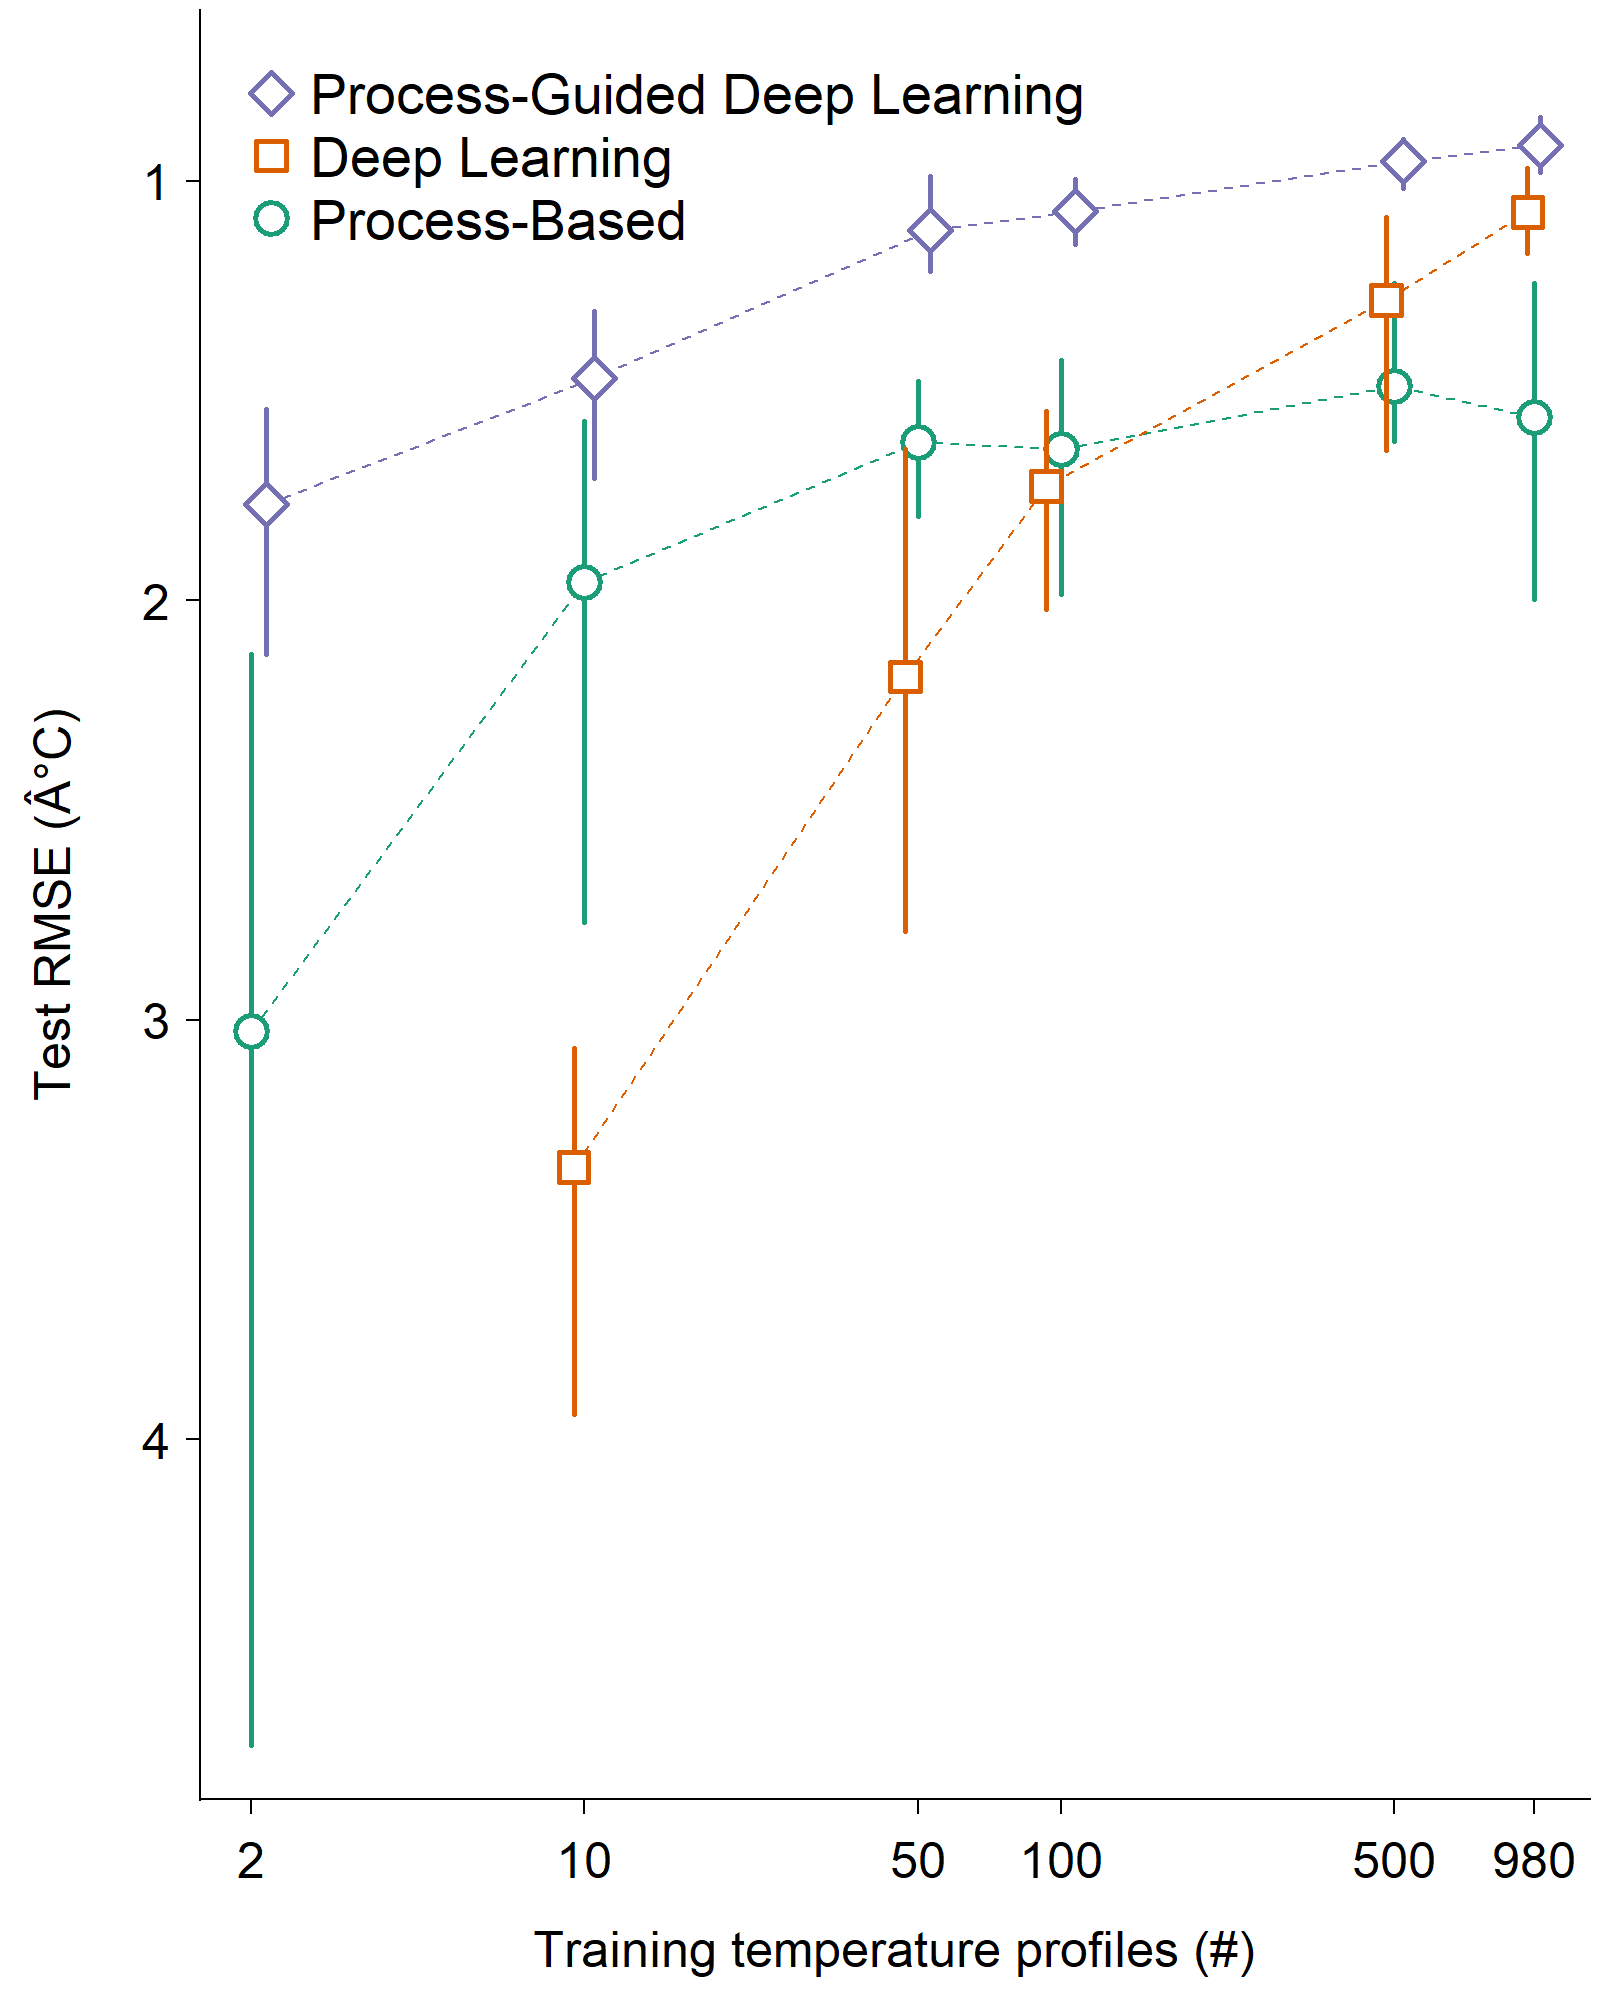 Process-Guided Deep Learning
Deep Learning
Process-Based
1
2
3
4
Test RMSE (Â°C)
2 10 50 100 500 980
Training temperature profiles (#)